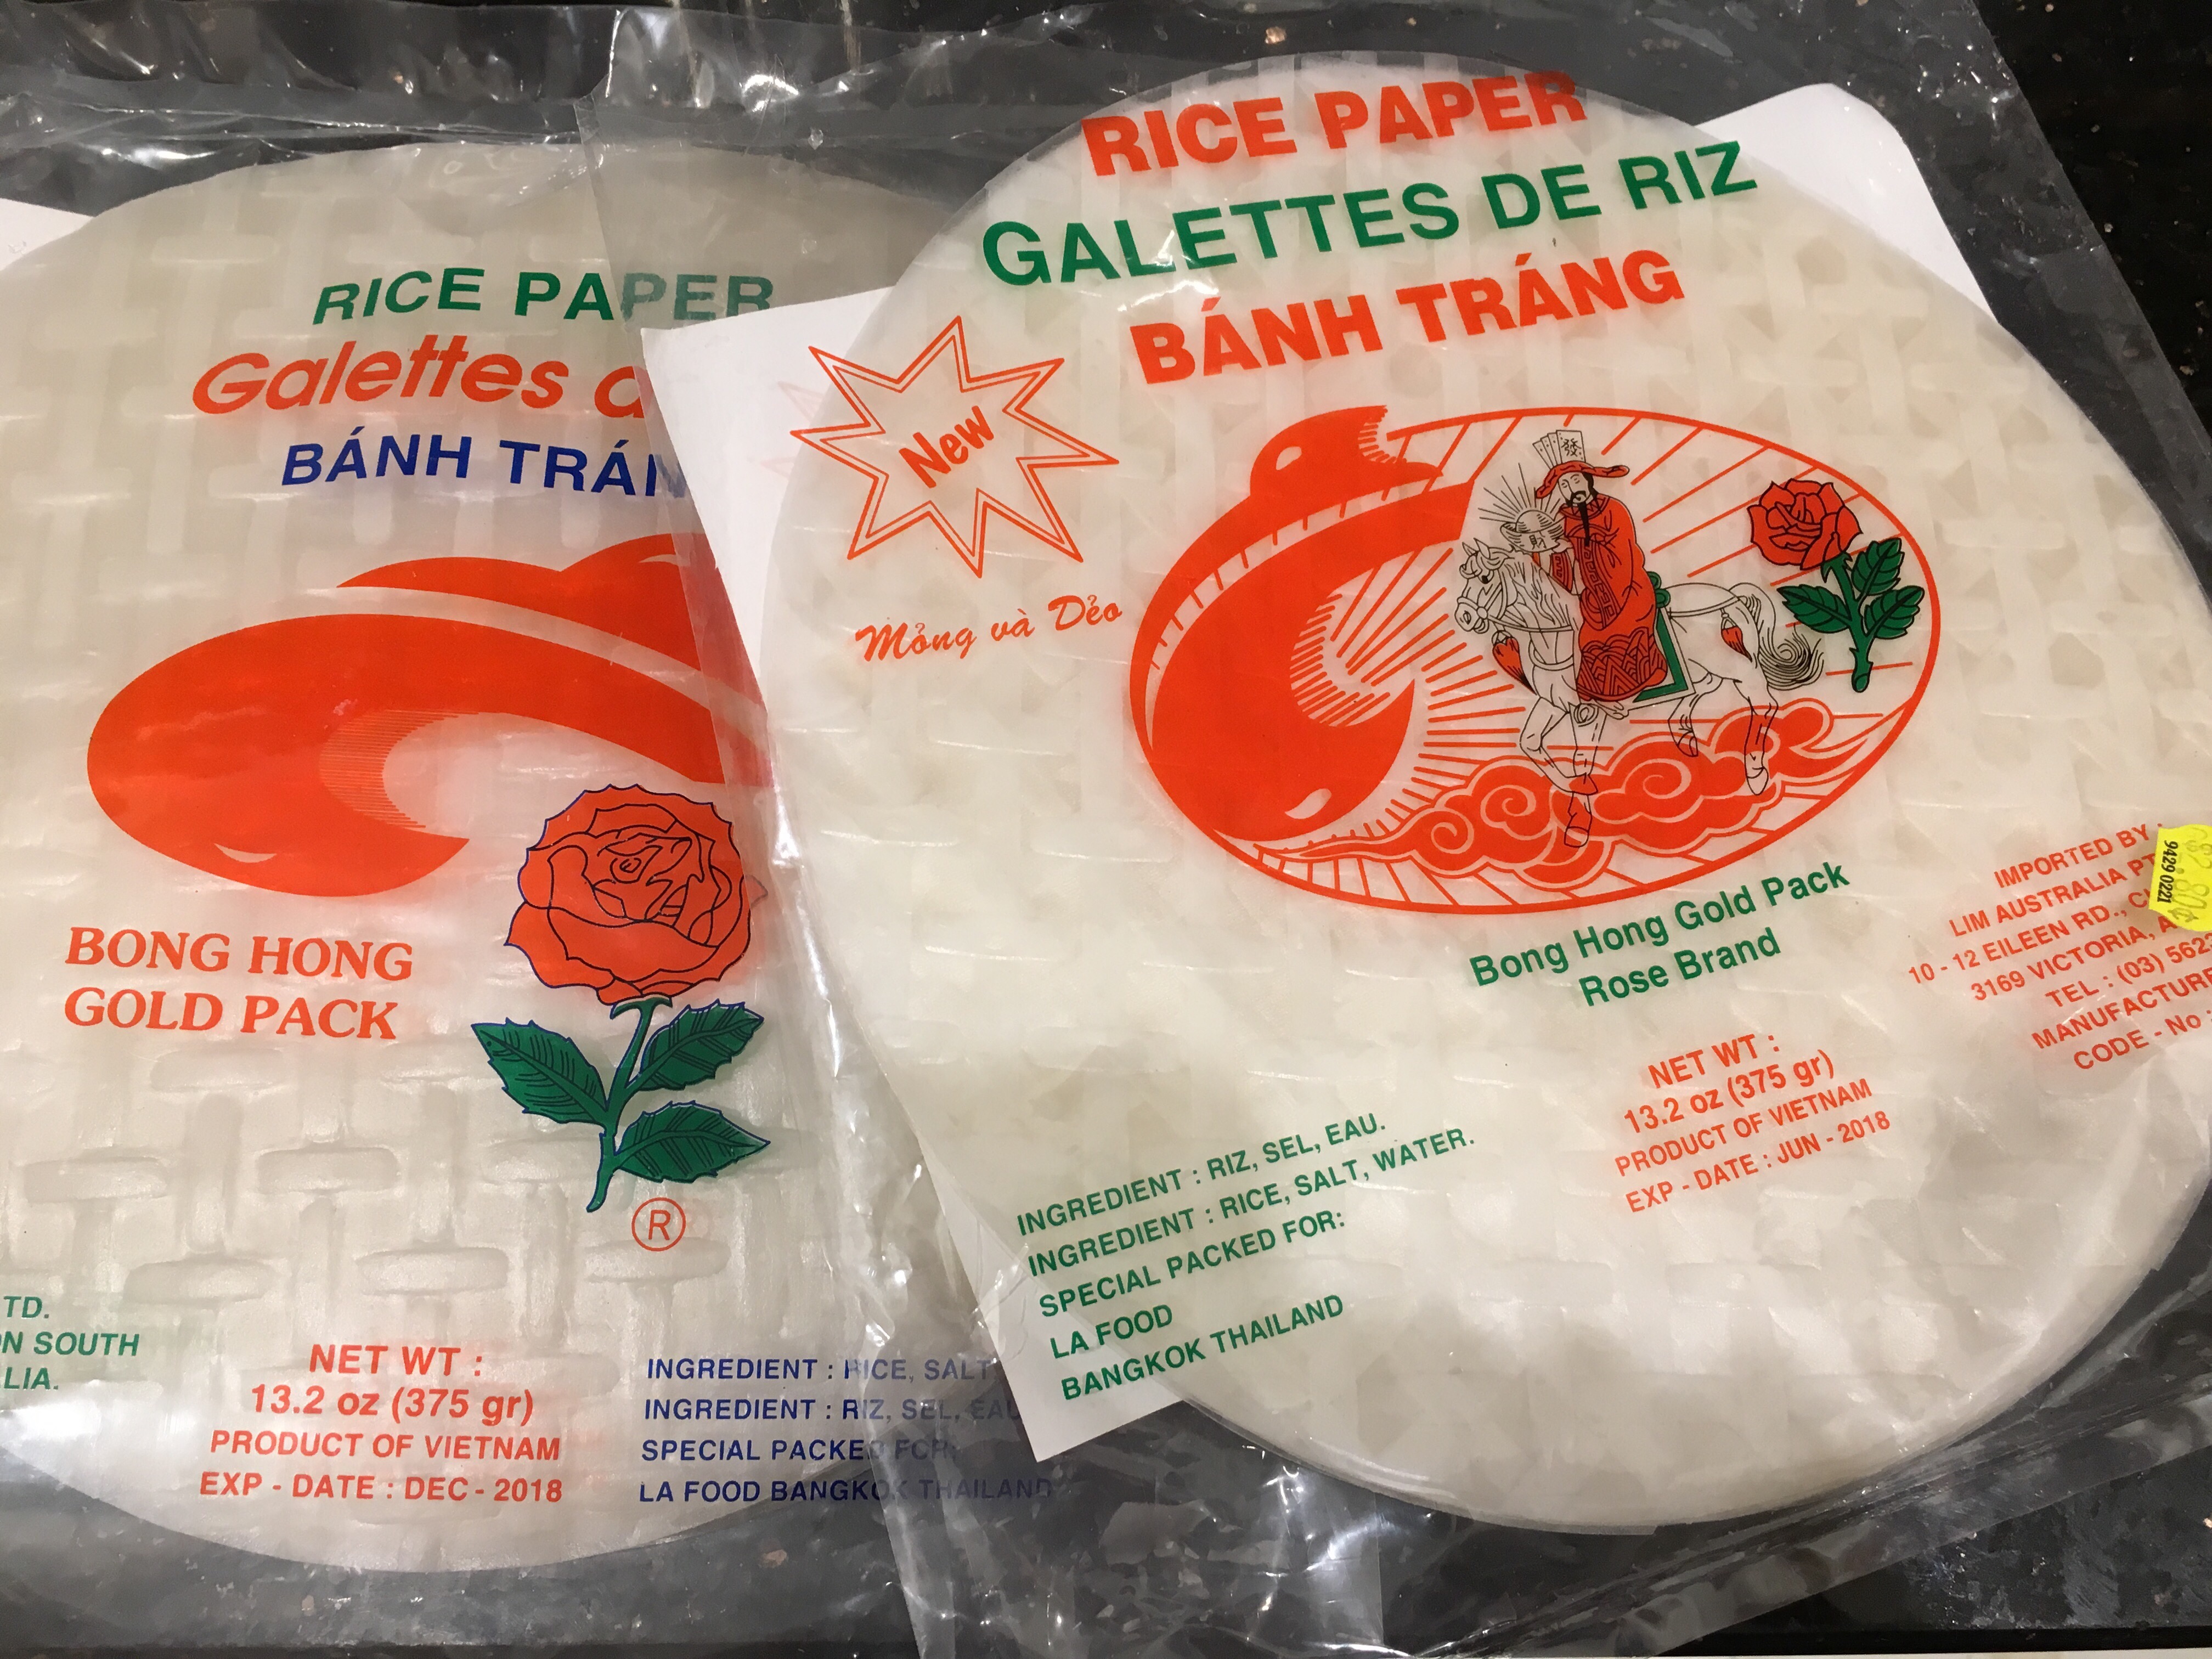 RICE PAPER
Galettes
BÁNH TRÁN
BONG HONG
GOLD PACK
®
TD.
ON SOUTH
LIA.
NET WT :
13.2 oz (375 gr)
PRODUCT OF VIETNAM
EXP - DATE : DEC - 2018
INGREDIENT : RICE, SALT
INGREDIENT : RIZ, SEL, EAU
SPECIAL PACKED FOR:
LA FOOD BANGKOK THAILAND
RICE PAPER
GALETTES DE RIZ
BÁNH TRÁNG
New
Mỏng và Dẻo
發
財
Bong Hong Gold Pack
Rose Brand
NET WT :
13.2 oz (375 gr)
PRODUCT OF VIETNAM
EXP - DATE : JUN - 2018
INGREDIENT : RIZ, SEL, EAU.
INGREDIENT : RICE, SALT, WATER.
SPECIAL PACKED FOR:
LA FOOD
BANGKOK THAILAND
IMPORTED BY :
LIM AUSTRALIA PT
10 - 12 EILEEN RD., C
3169 VICTORIA, A
TEL : (03) 562
MANUFACTUR
CODE - No :
9429 0221